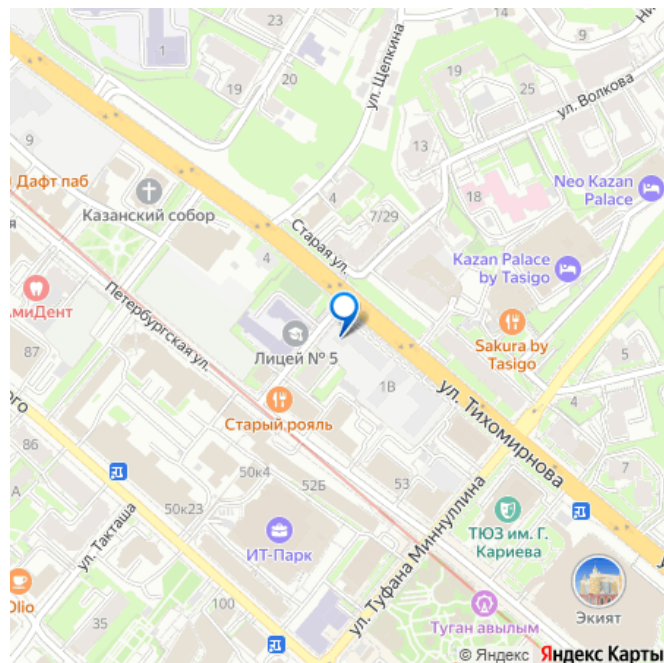 1
19
20
ул. Щепкина
19
25
ул. Волкова
9
13
Дафт паб
Казанский собор
4
7/29
18
Neo Kazan
Palace
Старая ул.
4
Kazan Palace
by Tasigo
АмиДент
Петербургская ул.
87
Лицей № 5
Sakura by
Tasigo
5
1В
4
Старый рояль
ул. Тихомирнова
86
50к4
52Б
53
7
50к23
ул. Такташа
ИТ-Парк
ул. Туфана Миннуллина
ТЮЗ им. Г.
Кариева
Olio
100
35
Туган авылым
Экият
© Яндекс Яндекс Карты